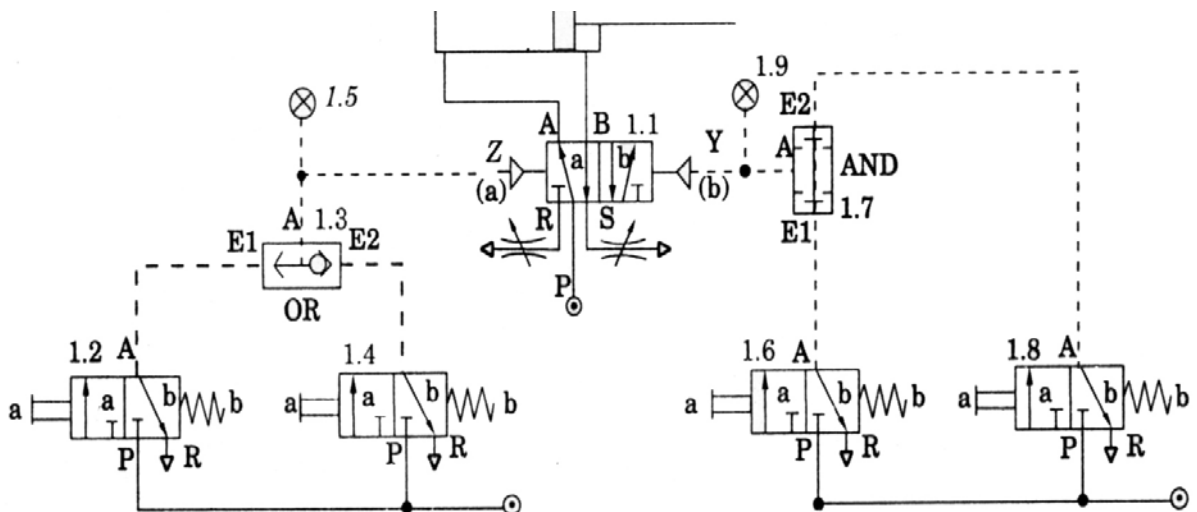 1.5
1.9
E2
A B 1.1
Z
Y
A
AND
a b
(a)
(b)
R S
1.7
E1
A 1.3
E1 E2
P
OR
1.2 A
1.4
1.6 A
1.8 A
a a b b
a a b b
a a b b
a a b b
P R
P R
P R
P R